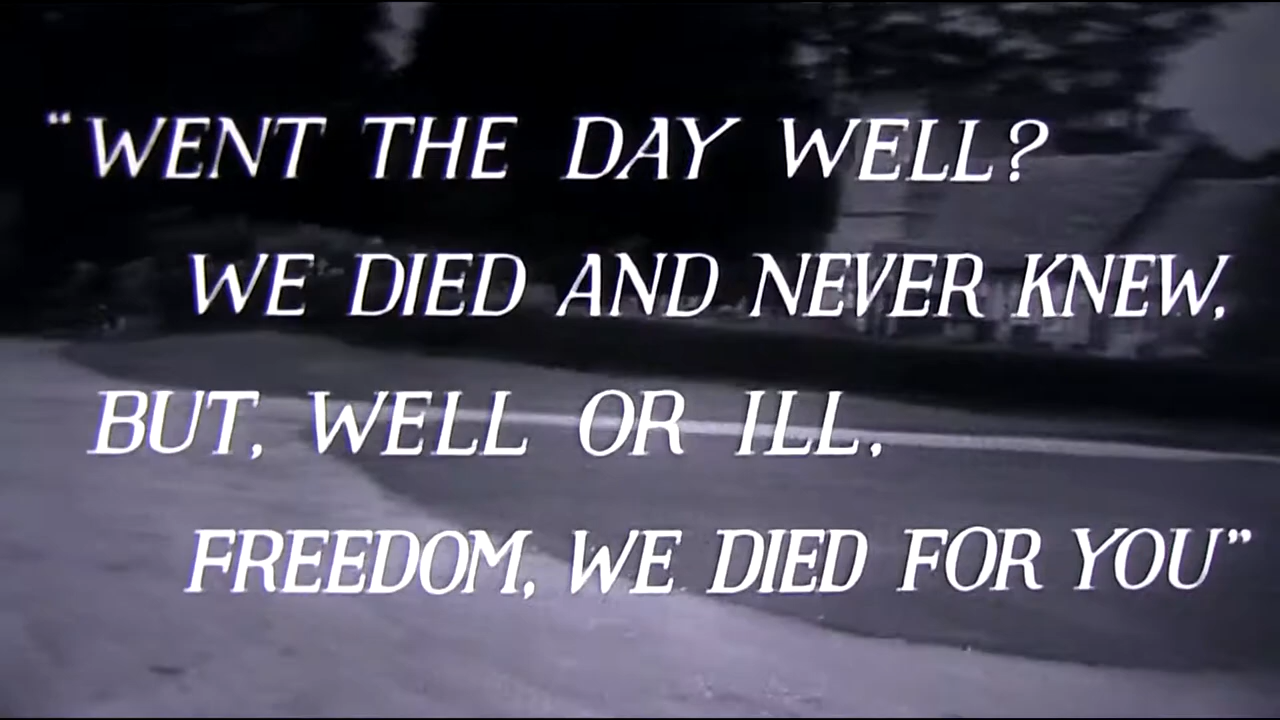 “WENT THE DAY WELL?
WE DIED AND NEVER KNEW,
BUT, WELL OR ILL,
FREEDOM, WE DIED FOR YOU”